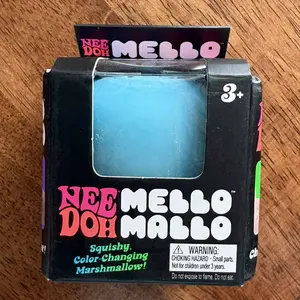 NEE DOH MELLO
MALLO
3+
NEE DOH MELLO MALLO™
Squishy,
Color-Changing
Marshmallow!
WARNING:
CHOKING HAZARD - Small parts.
Not for children under 3 years.
Do not expose to flame. Do not eat.